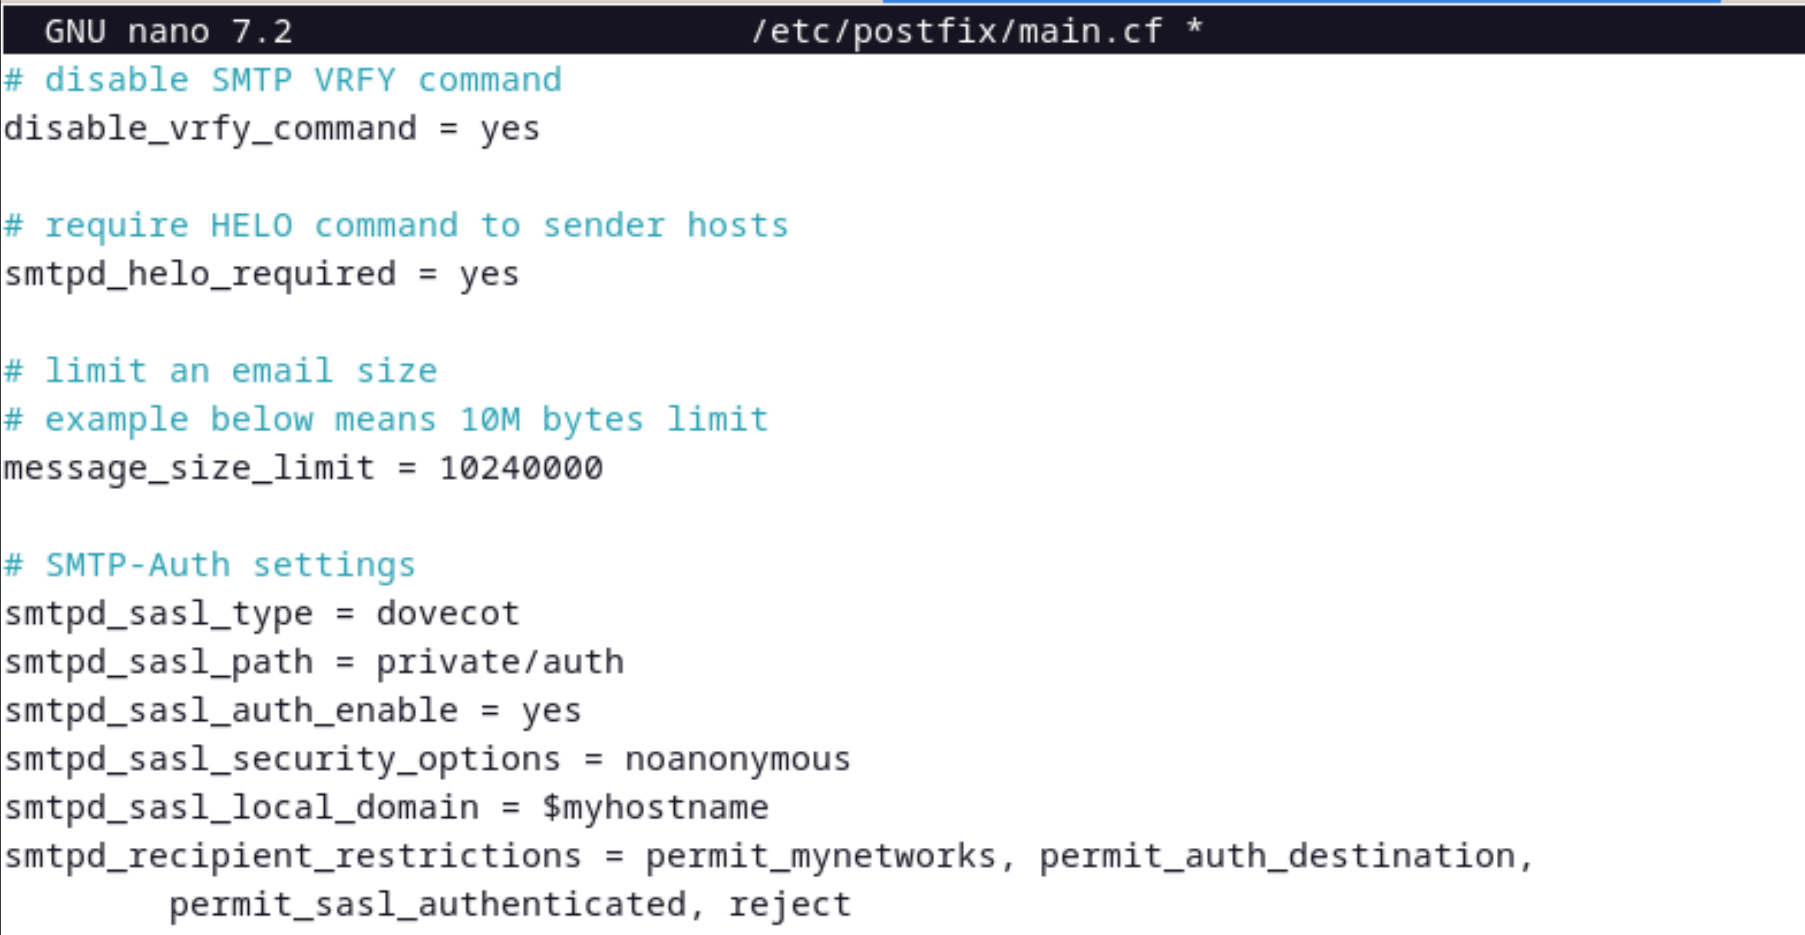 GNU nano 7.2 /etc/postfix/main.cf *
# disable SMTP VRFY command
disable_vrfy_command = yes
# require HELO command to sender hosts
smtpd_helo_required = yes
# limit an email size
# example below means 10M bytes limit
message_size_limit = 10240000
# SMTP-Auth settings
smtpd_sasl_type = dovecot
smtpd_sasl_path = private/auth
smtpd_sasl_auth_enable = yes
smtpd_sasl_security_options = noanonymous
smtpd_sasl_local_domain = $myhostname
smtpd_recipient_restrictions = permit_mynetworks, permit_auth_destination,
permit_sasl_authenticated, reject